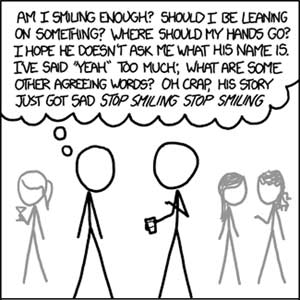 AM I SMILING ENOUGH? SHOULD I BE LEANING
ON SOMETHING? WHERE SHOULD MY HANDS GO?
I HOPE HE DOESN'T ASK ME WHAT HIS NAME IS.
I'VE SAID "YEAH" TOO MUCH; WHAT ARE SOME
OTHER AGREEING WORDS? OH CRAP, HIS STORY
JUST GOT SAD STOP SMILING STOP SMILING